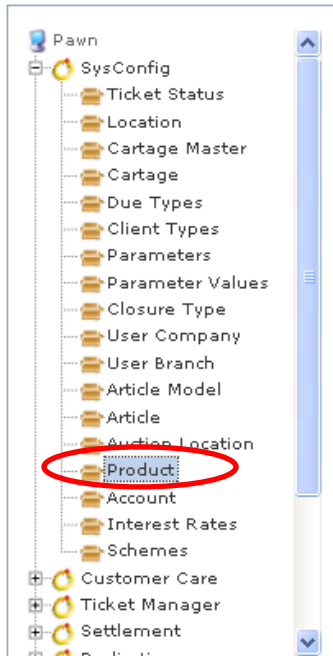 Pawn
SysConfig
Ticket Status
Location
Cartage Master
Cartage
Due Types
Client Types
Parameters
Parameter Values
Closure Type
User Company
User Branch
Article Model
Article
Auction Location
Product
Account
Interest Rates
Schemes
Customer Care
Ticket Manager
Settlement